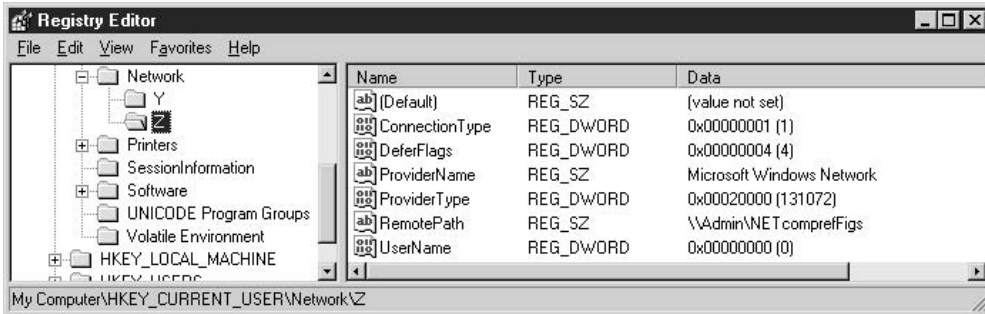 Registry Editor
File Edit View Favorites Help
Network
Y
Z
Printers
SessionInformation
Software
UNICODE Program Groups
Volatile Environment
HKEY_LOCAL_MACHINE
HKEY_USERS
Name Type Data
(Default) REG_SZ (value not set)
ConnectionType REG_DWORD 0x00000001 (1)
DeferFlags REG_DWORD 0x00000004 (4)
ProviderName REG_SZ Microsoft Windows Network
ProviderType REG_DWORD 0x00020000 (131072)
RemotePath REG_SZ \\Admin\NETcomprefFigs
UserName REG_DWORD 0x00000000 (0)
My Computer\HKEY_CURRENT_USER\Network\Z